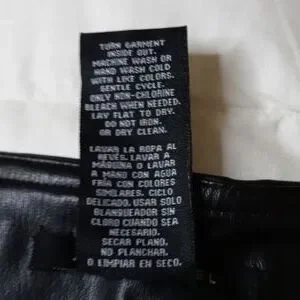 TURN GARMENT
INSIDE OUT.
MACHINE WASH OR
HAND WASH COLD
WITH LIKE COLORS.
GENTLE CYCLE.
ONLY NON-CHLORINE
BLEACH WHEN NEEDED.
LAY FLAT TO DRY.
DO NOT IRON.
OR DRY CLEAN.
LAVAR LA ROPA AL
REVES. LAVAR A
MAQUINA O LAVAR
A MANO CON AGUA
FRIA CON COLORES
SIMILARES. CICLO
DELICADO. USAR SOLO
BLANQUEADOR SIN
CLORO CUANDO SEA
NECESARIO.
SECAR PLANO.
NO PLANCHAR.
O LIMPIAR EN SECO.